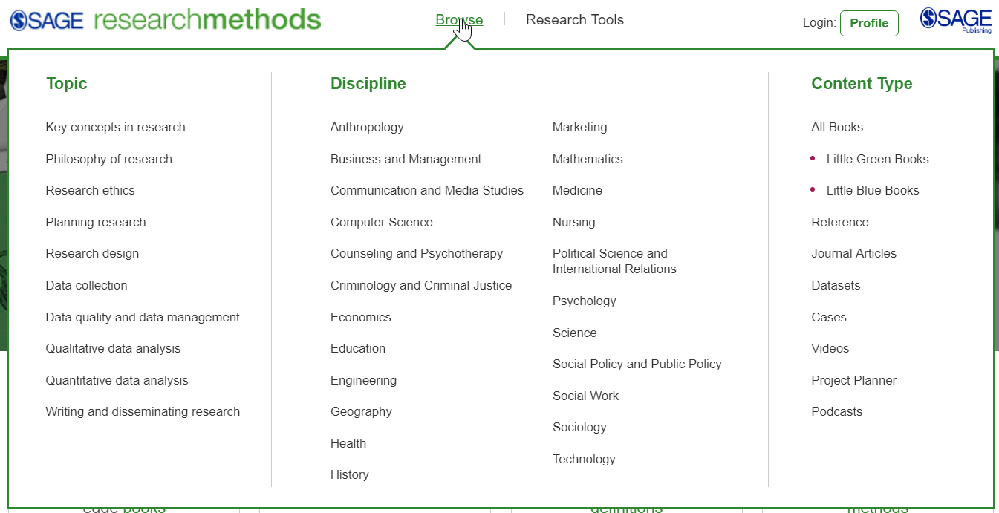 SAGE researchmethods
Browse
Research Tools
Login: Profile
SAGE
Publishing
Topic
Key concepts in research
Philosophy of research
Research ethics
Planning research
Research design
Data collection
Data quality and data management
Qualitative data analysis
Quantitative data analysis
Writing and disseminating research
Discipline
Anthropology
Business and Management
Communication and Media Studies
Computer Science
Counseling and Psychotherapy
Criminology and Criminal Justice
Economics
Education
Engineering
Geography
Health
History
Marketing
Mathematics
Medicine
Nursing
Political Science and
International Relations
Psychology
Science
Social Policy and Public Policy
Social Work
Sociology
Technology
Content Type
All Books
• Little Green Books
• Little Blue Books
Reference
Journal Articles
Datasets
Cases
Videos
Project Planner
Podcasts
edge books
definitions
methods